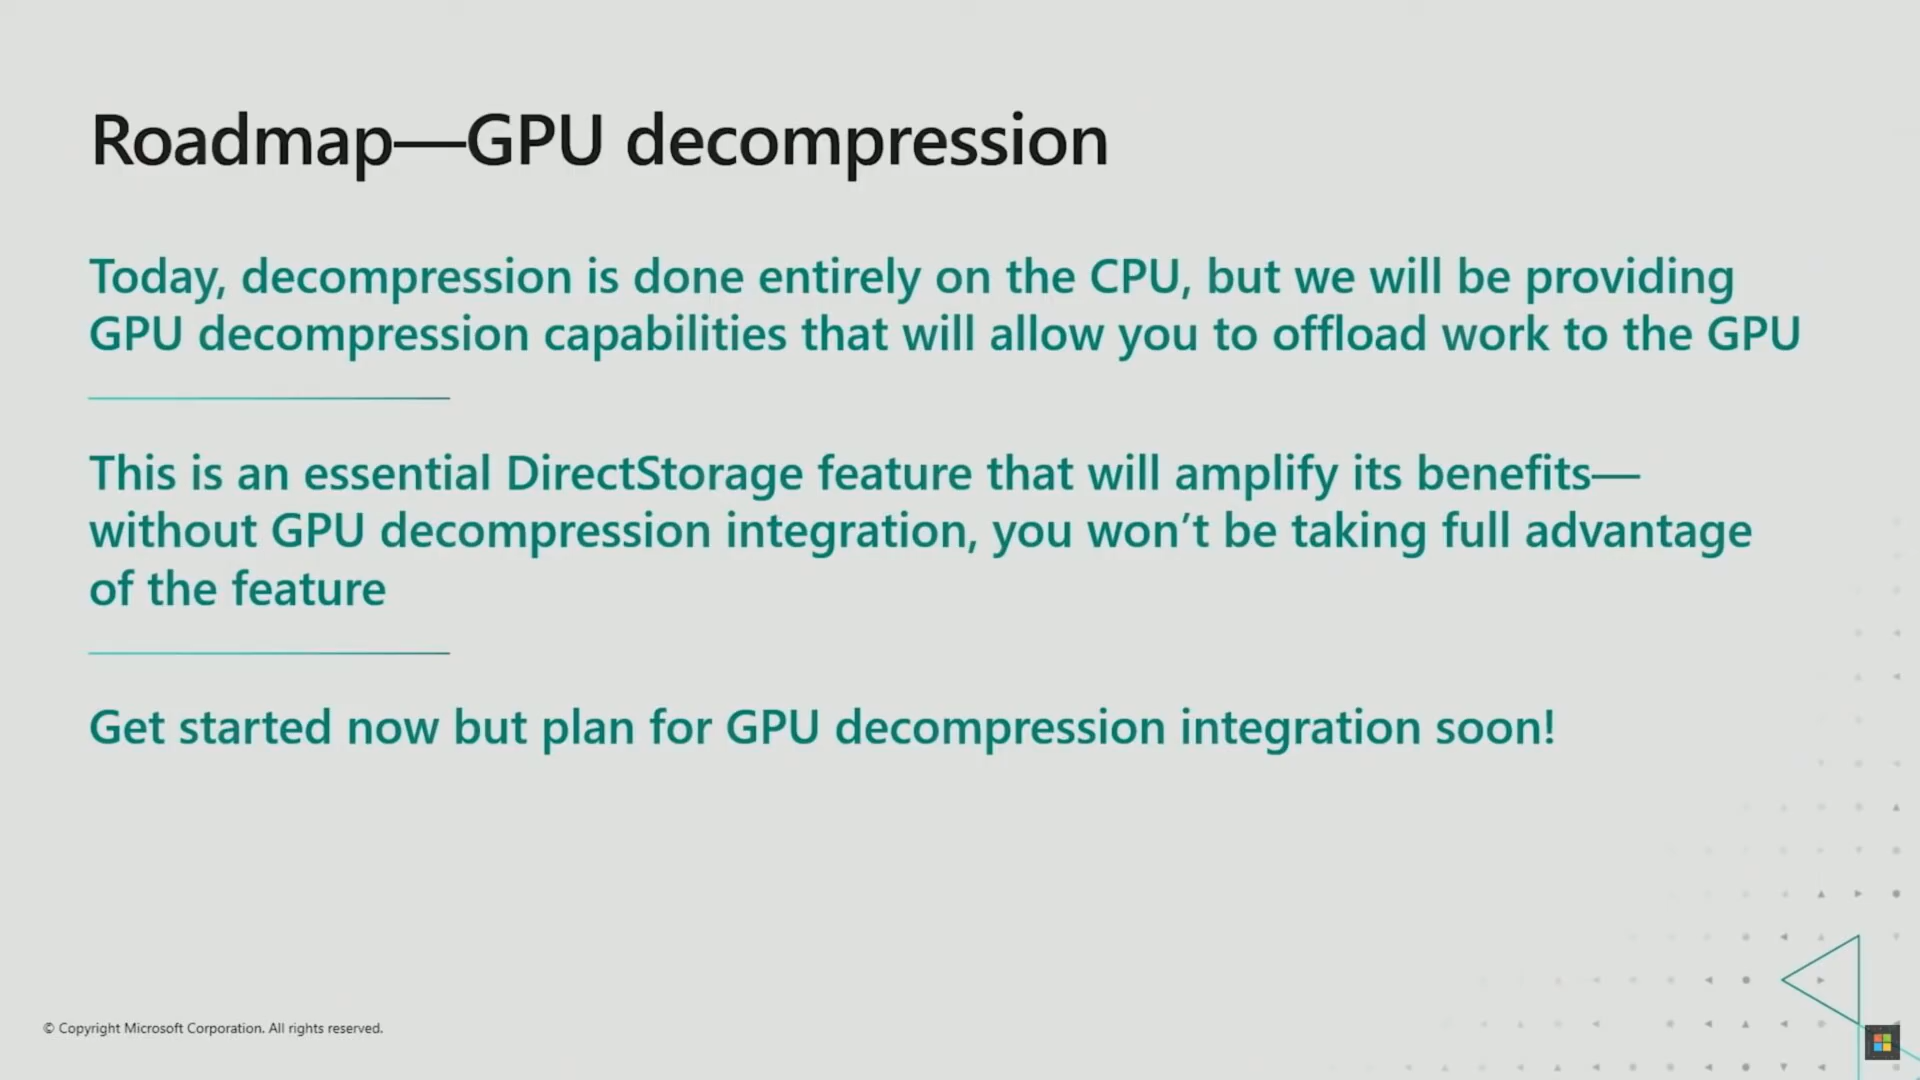 Roadmap—GPU decompression
Today, decompression is done entirely on the CPU, but we will be providing
GPU decompression capabilities that will allow you to offload work to the GPU
This is an essential DirectStorage feature that will amplify its benefits—
without GPU decompression integration, you won’t be taking full advantage
of the feature
Get started now but plan for GPU decompression integration soon!
© Copyright Microsoft Corporation. All rights reserved.